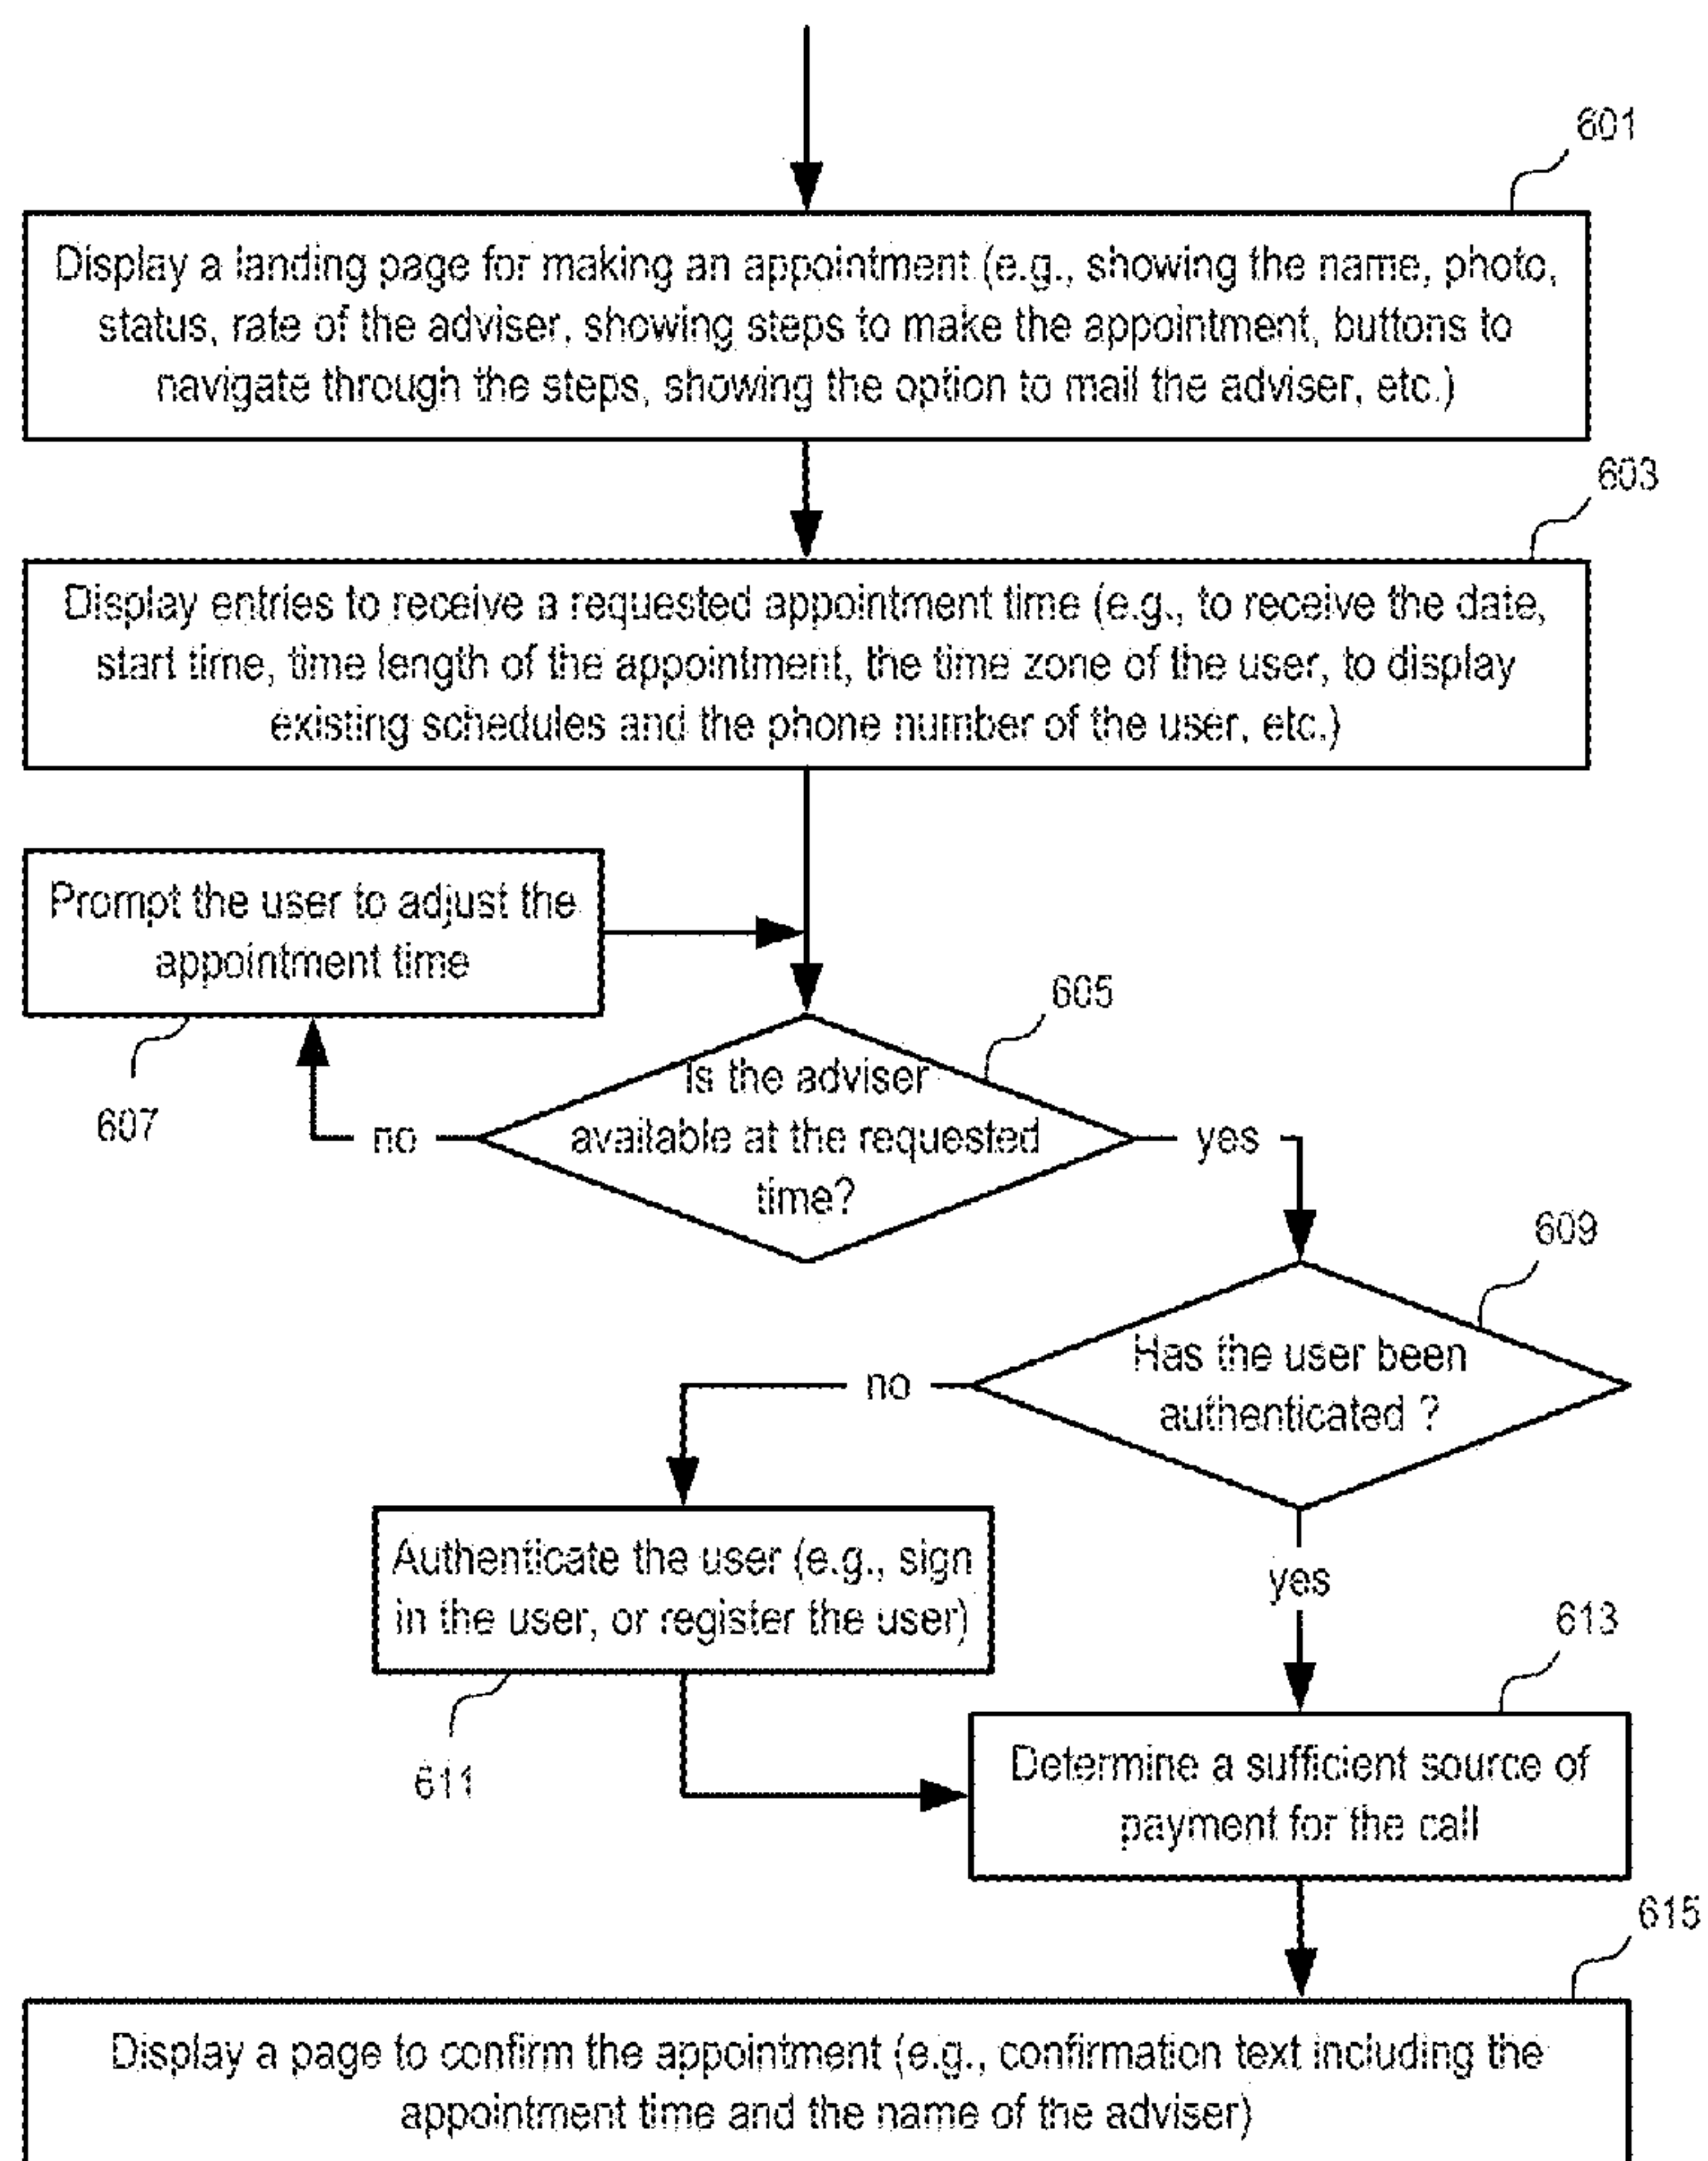 601
Display a landing page for making an appointment (e.g., showing the name, photo,
status, rate of the adviser, showing steps to make the appointment, buttons to
navigate through the steps, showing the option to mail the adviser, etc.)
603
Display entries to receive a requested appointment time (e.g., to receive the date,
start time, time length of the appointment, the time zone of the user, to display
existing schedules and the phone number of the user, etc.)
Prompt the user to adjust the
appointment time
607
605
Is the adviser
available at the requested
time?
no
yes
609
Has the user been
authenticated ?
no
yes
Authenticate the user (e.g., sign
in the user, or register the user)
611
613
Determine a sufficient source of
payment for the call
615
Display a page to confirm the appointment (e.g., confirmation text including the
appointment time and the name of the adviser)